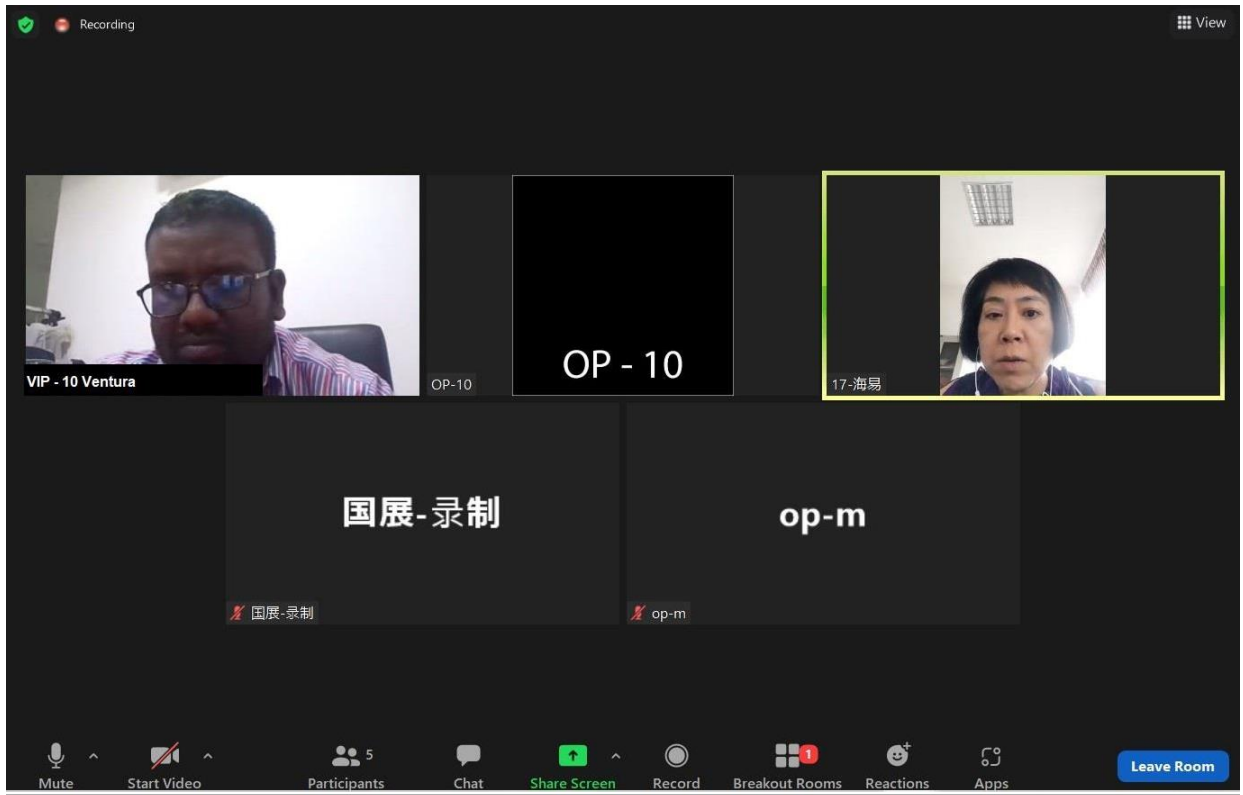 Recording
View
VIP - 10 Ventura
OP-10
OP - 10
17-海易
国展-录制
国展-录制
op-m
op-m
5
1
Mute
Start Video
Participants
Chat
Share Screen
Record
Breakout Rooms
Reactions
Apps
Leave Room